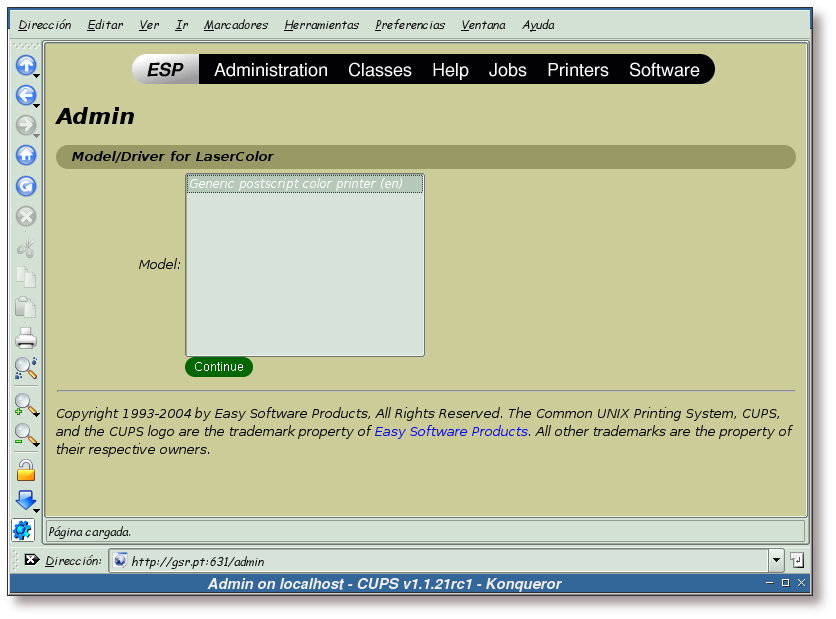 Dirección Editar Ver Ir Marcadores Herramientas Preferencias Ventana Ayuda
ESP Administration Classes Help Jobs Printers Software
Admin
Model/Driver for LaserColor
Generic postscript color printer (en)
Model:
Continue
Copyright 1993-2004 by Easy Software Products, All Rights Reserved. The Common UNIX Printing System, CUPS,
and the CUPS logo are the trademark property of Easy Software Products. All other trademarks are the property of
their respective owners.
Página cargada.
Dirección: http://gsr.pt:631/admin
Admin on localhost - CUPS v1.1.21rc1 - Konqueror